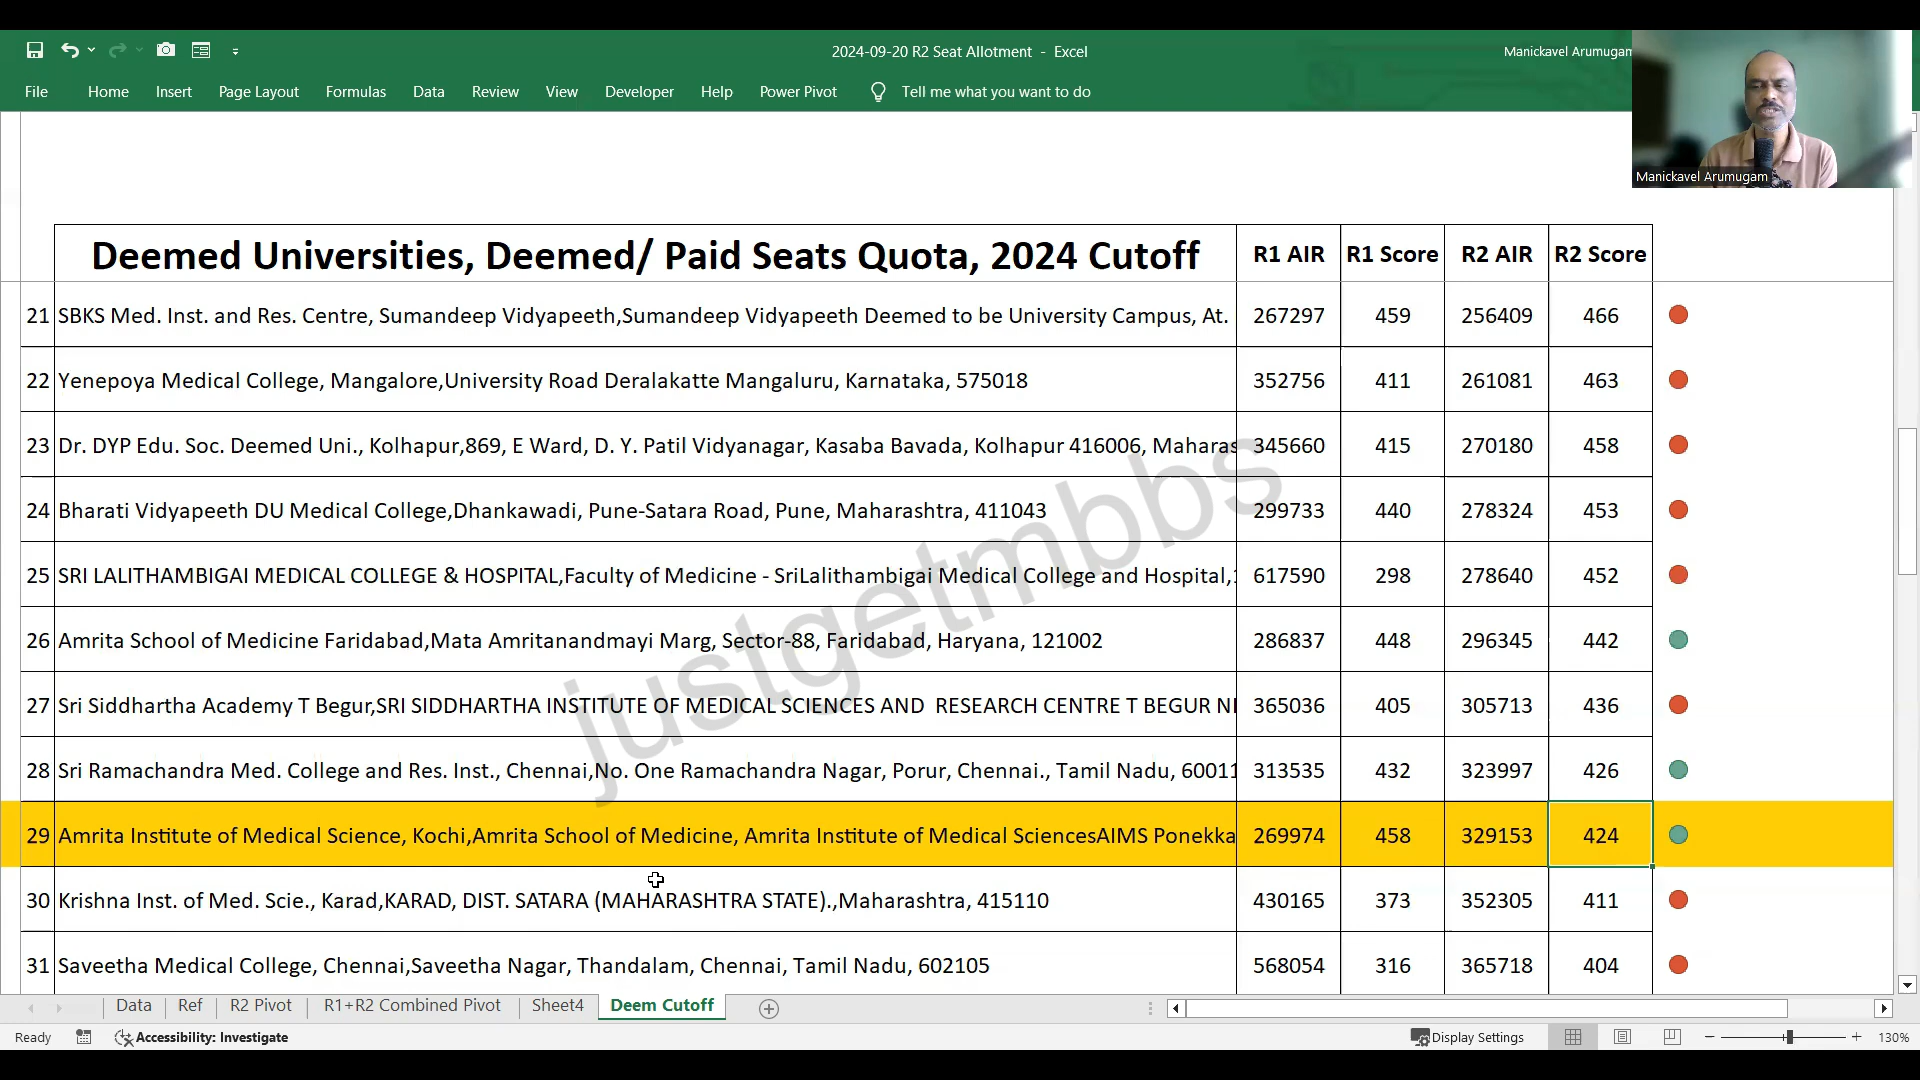 2024-09-20 R2 Seat Allotment - Excel
Manickavel Arumugam
File Home Insert Page Layout Formulas Data Review View Developer Help Power Pivot Tell me what you want to do
Manickavel Arumugam
Deemed Universities, Deemed/ Paid Seats Quota, 2024 Cutoff R1 AIR R1 Score R2 AIR R2 Score
21 SBKS Med. Inst. and Res. Centre, Sumandeep Vidyapeeth,Sumandeep Vidyapeeth Deemed to be University Campus, At. 267297 459 256409 466
22 Yenepoya Medical College, Mangalore,University Road Deralakatte Mangaluru, Karnataka, 575018 352756 411 261081 463
23 Dr. DYP Edu. Soc. Deemed Uni., Kolhapur,869, E Ward, D. Y. Patil Vidyanagar, Kasaba Bavada, Kolhapur 416006, Maharas 345660 415 270180 458
24 Bharati Vidyapeeth DU Medical College,Dhankawadi, Pune-Satara Road, Pune, Maharashtra, 411043 299733 440 278324 453
25 SRI LALITHAMBIGAI MEDICAL COLLEGE & HOSPITAL,Faculty of Medicine - SriLalithambigai Medical College and Hospital, 617590 298 278640 452
26 Amrita School of Medicine Faridabad,Mata Amritanandmayi Marg, Sector-88, Faridabad, Haryana, 121002 286837 448 296345 442
27 Sri Siddhartha Academy T Begur,SRI SIDDHARTHA INSTITUTE OF MEDICAL SCIENCES AND RESEARCH CENTRE T BEGUR 365036 405 305713 436
28 Sri Ramachandra Med. College and Res. Inst., Chennai,No. One Ramachandra Nagar, Porur, Chennai., Tamil Nadu, 60011 313535 432 323997 426
29 Amrita Institute of Medical Science, Kochi,Amrita School of Medicine, Amrita Institute of Medical SciencesAIMS Ponekka 269974 458 329153 424
30 Krishna Inst. of Med. Scie., Karad,KARAD, DIST. SATARA (MAHARASHTRA STATE).,Maharashtra, 415110 430165 373 352305 411
31 Saveetha Medical College, Chennai,Saveetha Nagar, Thandalam, Chennai, Tamil Nadu, 602105 568054 316 365718 404
justgetmbbs
Data Ref R2 Pivot R1+R2 Combined Pivot Sheet4 Deem Cutoff
Ready Accessibility: Investigate Display Settings 130%